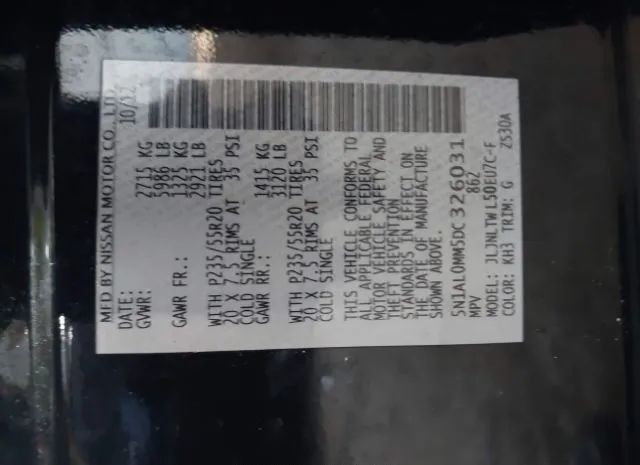 MFD BY NISSAN MOTOR CO., LTD.
DATE: 10/12
GVWR: 2715 KG
5986 LB
GAWR FR.: 1325 KG
2921 LB
WITH P235/55R20 TIRES
20 X 7.5 RIMS AT 35 PSI
COLD SINGLE
GAWR RR.: 1415 KG
3120 LB
WITH P235/55R20 TIRES
20 X 7.5 RIMS AT 35 PSI
COLD SINGLE
THIS VEHICLE CONFORMS TO
ALL APPLICABLE FEDERAL
MOTOR VEHICLE SAFETY AND
THEFT PREVENTION
STANDARDS IN EFFECT ON
THE DATE OF MANUFACTURE
SHOWN ABOVE.
5N1AL0MM5DC326031
MPV 862
MODEL: JLJNLTW L50EU7C-F
COLOR: KH3 TRIM: G ZS30A